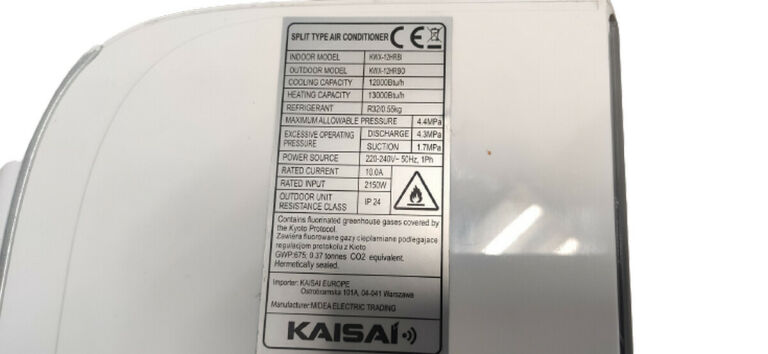 SPLIT TYPE AIR CONDITIONER CE
INDOOR MODEL KWX-12HRBI
OUTDOOR MODEL KWX-12HRBO
COOLING CAPACITY 12000Btu/h
HEATING CAPACITY 13000Btu/h
REFRIGERANT R32/0.55kg
MAXIMUM ALLOWABLE PRESSURE 4.4MPa
EXCESSIVE OPERATING PRESSURE DISCHARGE 4.3MPa
SUCTION 1.7MPa
POWER SOURCE 220-240V~ 50Hz, 1Ph
RATED CURRENT 10.0A
RATED INPUT 2150W
OUTDOOR UNIT
RESISTANCE CLASS IP 24
Contains fluorinated greenhouse gases covered by
the Kyoto Protocol.
Zawiera fluorowane gazy cieplarniane podlegające
regulacjom protokołu z Kioto
GWP:675; 0.37 tonnes CO2 equivalent.
Hermetically sealed.
Importer: KAISAI EUROPE
Ostrobramska 101A, 04-041 Warszawa
Manufacturer: MIDEA ELECTRIC TRADING
KAISAI